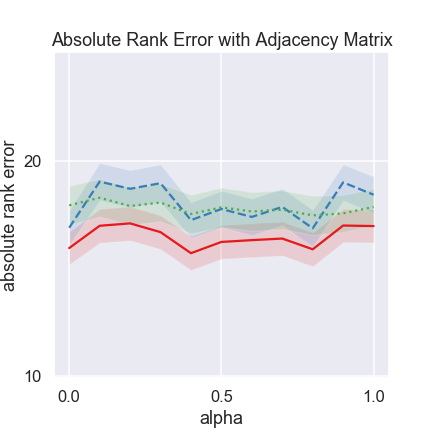 Absolute Rank Error with Adjacency Matrix
absolute rank error
20
10
0.0 0.5 1.0
alpha